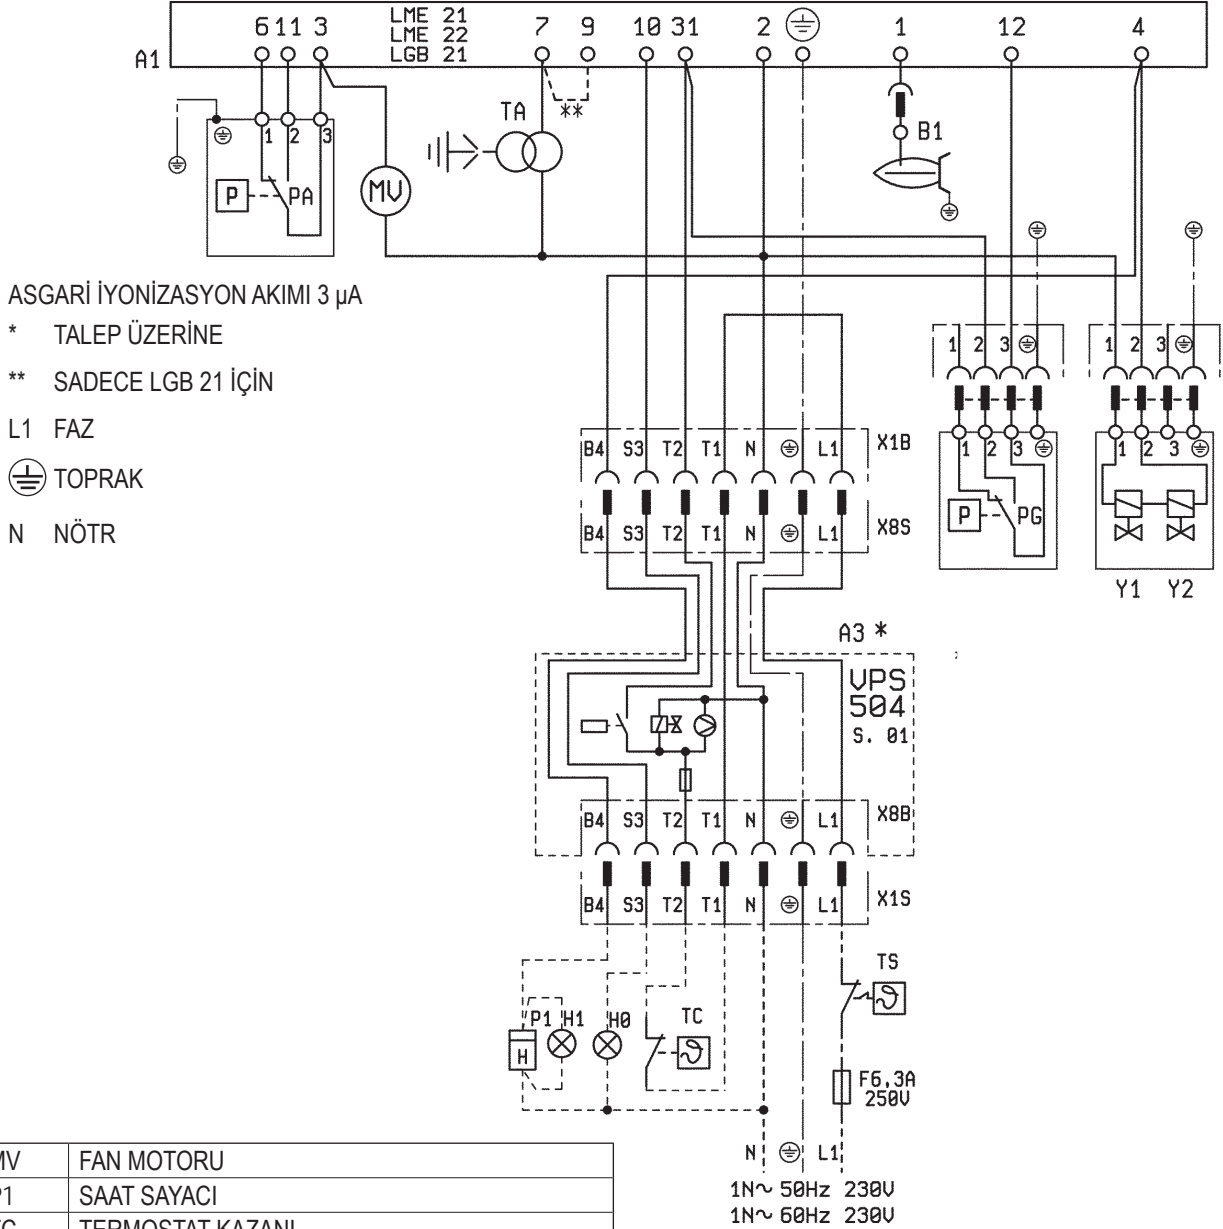 LME 21
LME 22
LGB 21
6 11 3 7 9 10 31 2 1 12 4
A1
TA
**
B1
1 2 3
P PA
MV
ASGARİ İYONİZASYON AKIMI 3 µA
* TALEP ÜZERİNE
** SADECE LGB 21 İÇİN
L1 FAZ
TOPRAK
N NÖTR
1 2 3
1 2 3
1 2 3
1 2 3
P PG
Y1 Y2
B4 S3 T2 T1 N L1 X1B
B4 S3 T2 T1 N L1 X8S
A3 *
VPS
504
S. 01
B4 S3 T2 T1 N L1 X8B
B4 S3 T2 T1 N L1 X1S
TS
P1 H1 H0 TC
H
F6,3A
250V
N L1
1N~ 50Hz 230V
1N~ 60Hz 230V
MV FAN MOTORU
P1 SAAT SAYACI
TERMOSTAT KAZANI